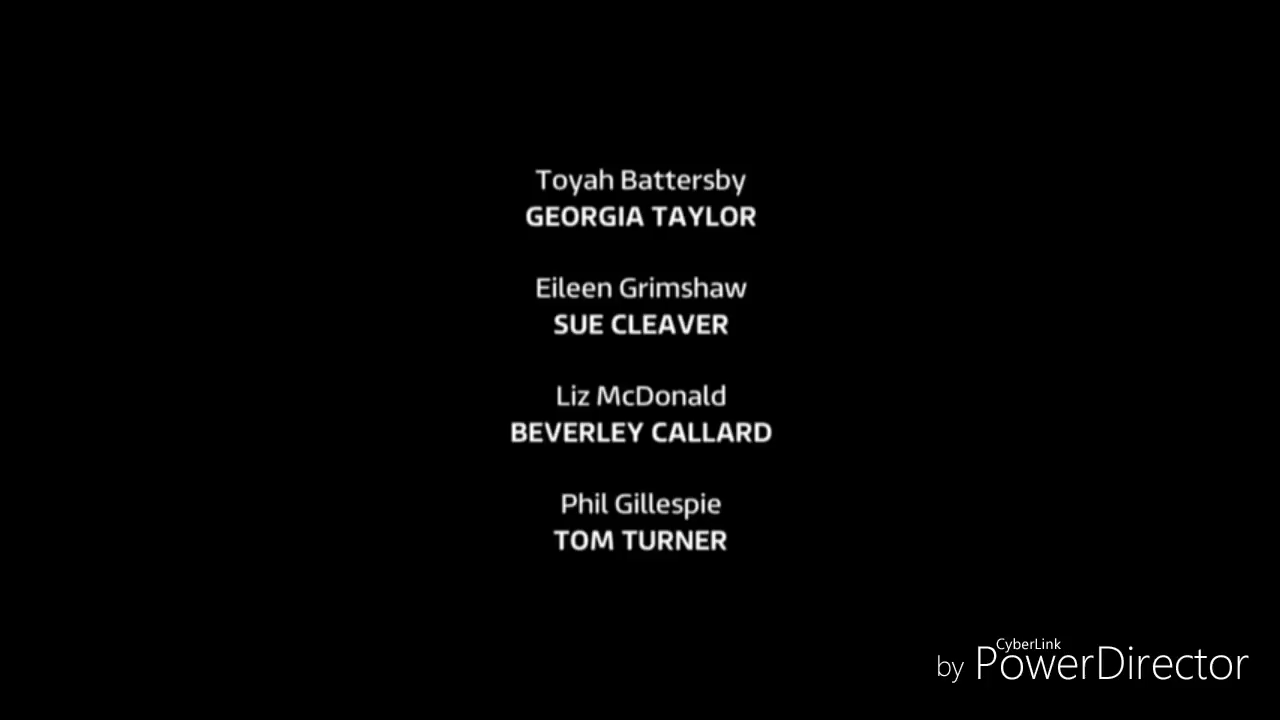 Toyah Battersby
GEORGIA TAYLOR
Eileen Grimshaw
SUE CLEAVER
Liz McDonald
BEVERLEY CALLARD
Phil Gillespie
TOM TURNER
CyberLink
by PowerDirector